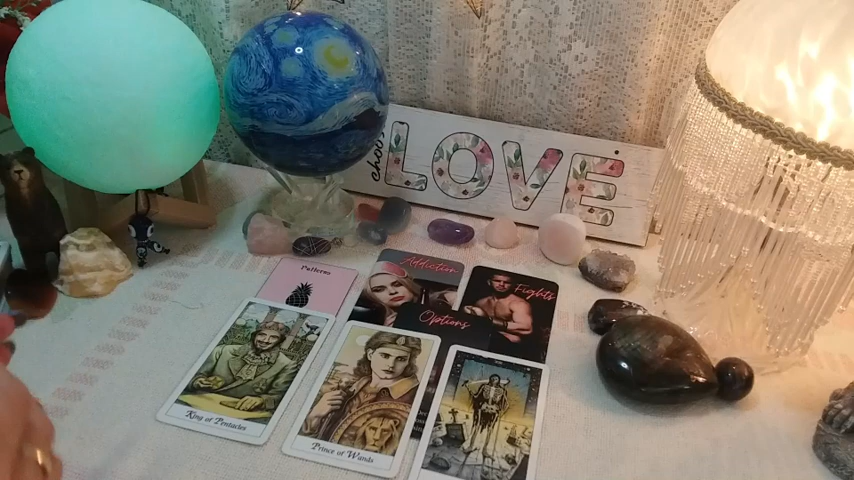 choose
LOVE
Patterns
Addiction
Fights
Options
King of Pentacles
Prince of Wands